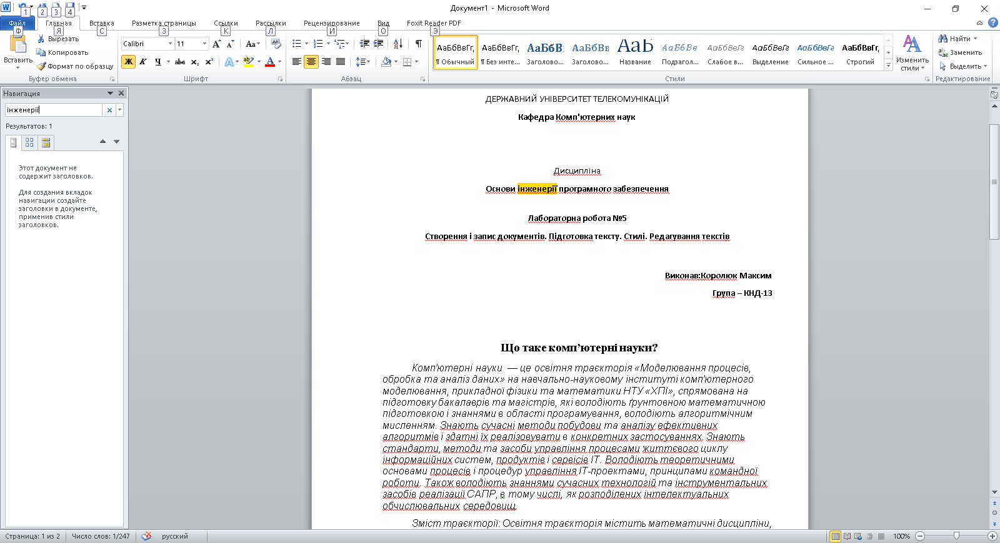 Документ1 - Microsoft Word
1 2 3 4
Файл Главная Вставка Разметка страницы Ссылки Рассылки Рецензирование Вид Foxit Reader PDF
Ф Я С З К Л И О Э
Вставить
Вырезать
Копировать
Формат по образцу
Буфер обмена
Calibri 11
Ж К Ч abc x₂ x²
Шрифт
Абзац
АаБбВвГг, АаБбВвГг, АаБбВ АаБбВв АаБ АаБбВв АаБбВвГг АаБбВвГг АаБбВвГг АаБбВвГг,
¶ Обычный ¶ Без инте... Заголово... Заголово... Название Подзагол... Слабое в... Выделение Сильное ... Строгий
Стили
Изменить стили
Найти
Заменить
Выделить
Редактирование
Навигация
інженерії
Результатов: 1
Этот документ не
содержит заголовков.
Для создания вкладок
навигации создайте
заголовки в документе,
применив стили
заголовков.
ДЕРЖАВНИЙ УНІВЕРСИТЕТ ТЕЛЕКОМУНІКАЦІЙ
Кафедра Комп'ютерних наук
Дисципліна
Основи інженерії програмного забезпечення
Лабораторна робота №5
Створення і запис документів. Підготовка тексту. Стилі. Редагування текстів
Виконав:Королюк Максим
Група – КНД-13
Що таке комп’ютерні науки?
Комп'ютерні науки — це освітня траєкторія «Моделювання процесів,
обробка та аналіз даних» на навчально-науковому інституті комп'ютерного
моделювання, прикладної фізики та математики НТУ «ХПІ», спрямована на
підготовку бакалаврів та магістрів, які володіють ґрунтовною математичною
підготовкою і знаннями в області програмування, володіють алгоритмічним
мисленням. Знають сучасні методи побудови та аналізу ефективних
алгоритмів і здатні їх реалізовувати в конкретних застосуваннях. Знають
стандарти, методи та засоби управління процесами життєвого циклу
інформаційних систем, продуктів і сервісів ІТ. Володіють теоретичними
основами процесів і процедур управління ІТ-проектами, принципами командної
роботи. Також володіють знаннями сучасних технологій та інструментальних
засобів реалізації САПР, в тому числі, як розподілених інтелектуальних
обчислювальних середовищ.
Зміст траєкторії: Освітня траєкторія містить математичні дисципліни,
Страница: 1 из 2 Число слов: 1/247 русский 100%